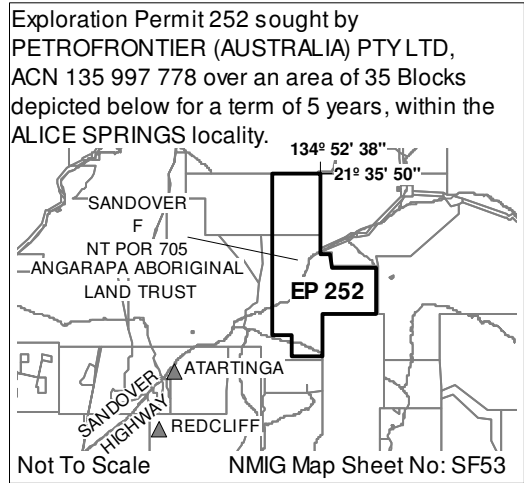 Exploration Permit 252 sought by
PETROFRONTIER (AUSTRALIA) PTY LTD,
ACN 135 997 778 over an area of 35 Blocks
depicted below for a term of 5 years, within the
ALICE SPRINGS locality.
134º 52' 38"
21º 35' 50"
SANDOVER
F
NT POR 705
ANGARAPA ABORIGINAL
LAND TRUST
EP 252
ATARTINGA
SANDOVER
HIGHWAY
REDCLIFF
Not To Scale NMIG Map Sheet No: SF53